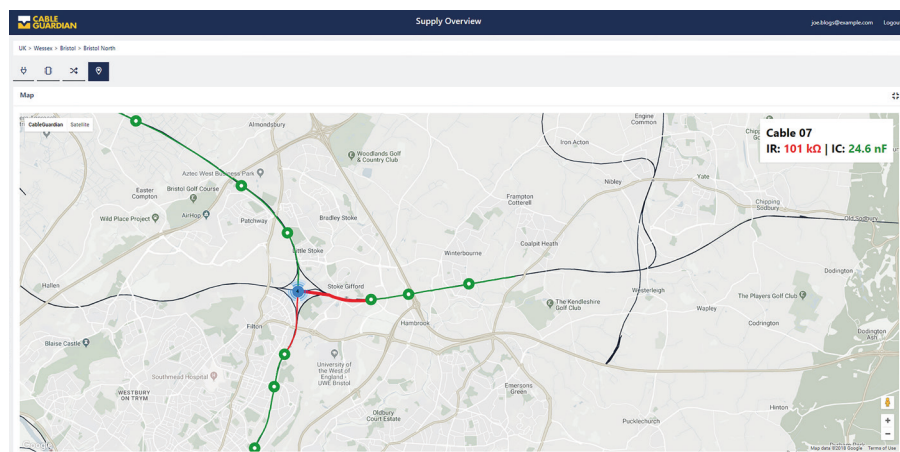 CABLE
GUARDIAN
Supply Overview
joe.blogs@example.com
UK > Wessex > Bristol > Bristol North
Map
CableGuardian Satellite
Cable 07
IR: 101 kΩ | IC: 24.6 nF
Almondsbury
Engine
Common
Iron Acton
Woodlands Golf
& Country Club
Aztec West Business Park
Easter
Compton
Bristol Golf Course
Nibley
Yate
Frampton
Cotterell
Chipping
Sodbury
Wild Place Project
AirHop
Patchway
Bradley Stoke
Old Sodbury
Coalpit Heath
Little Stoke
Winterbourne
Dodington
Hallen
Stoke Gifford
Westerleigh
The Players Golf Club
The Kendleshire
Golf Club
Wapley
Codrington
Filton
Hambrook
Dodington
Ash
Blaise Castle
University of
the West of
England -
UWE Bristol
Southmead Hospital
Emersons
Green
WESTBURY
ON TRYM
Hinton
Oldbury
Court Estate
Pucklechurch
Map data ©2018 Google Terms of Use